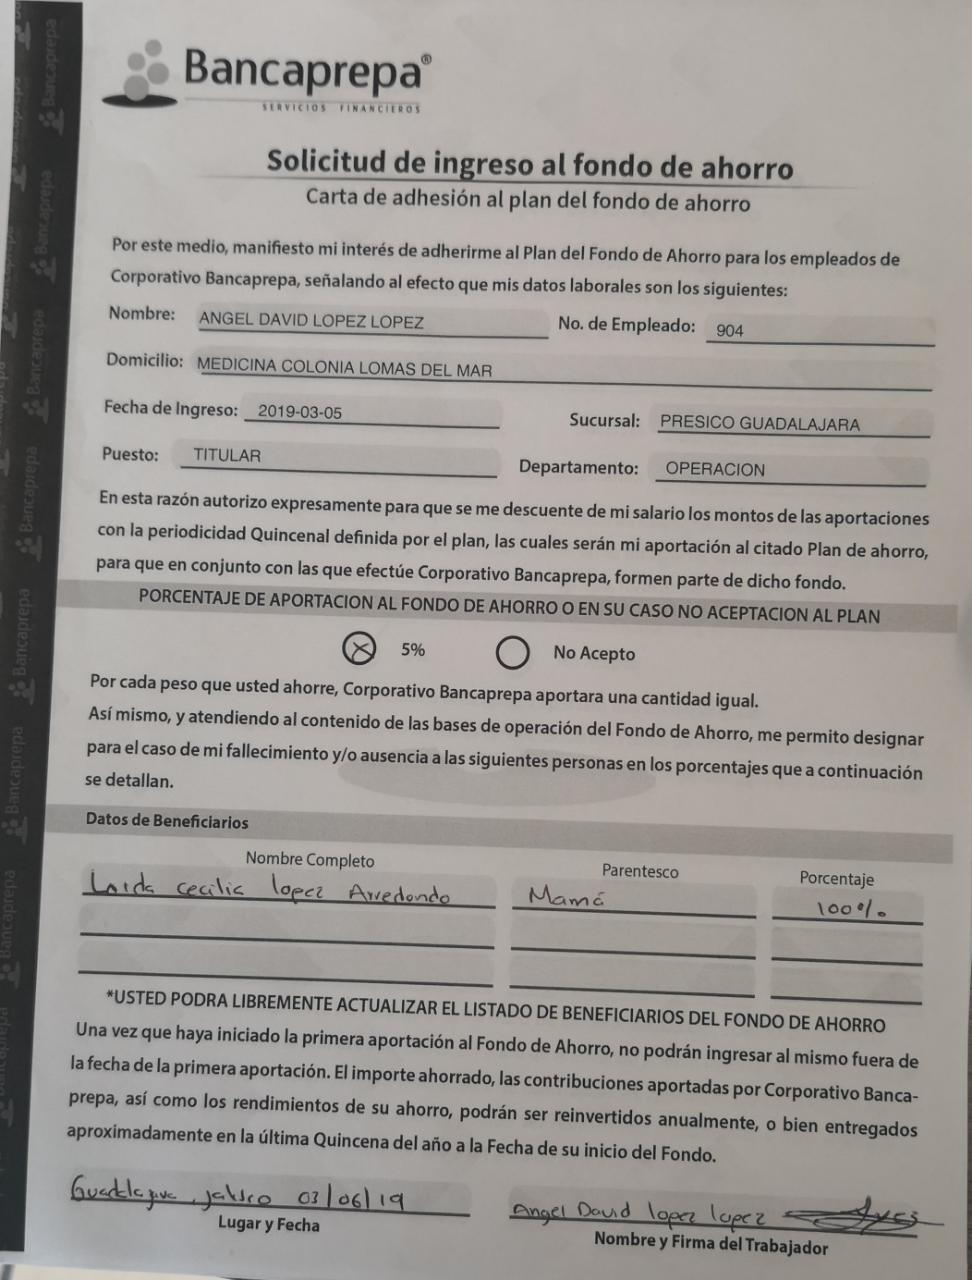 Bancaprepa®
SERVICIOS FINANCIEROS
Solicitud de ingreso al fondo de ahorro
Carta de adhesión al plan del fondo de ahorro
Por este medio, manifiesto mi interés de adherirme al Plan del Fondo de Ahorro para los empleados de
Corporativo Bancaprepa, señalando al efecto que mis datos laborales son los siguientes:
Nombre: ANGEL DAVID LOPEZ LOPEZ No. de Empleado: 904
Domicilio: MEDICINA COLONIA LOMAS DEL MAR
Fecha de Ingreso: 2019-03-05 Sucursal: PRESICO GUADALAJARA
Puesto: TITULAR Departamento: OPERACION
En esta razón autorizo expresamente para que se me descuente de mi salario los montos de las aportaciones
con la periodicidad Quincenal definida por el plan, las cuales serán mi aportación al citado Plan de ahorro,
para que en conjunto con las que efectúe Corporativo Bancaprepa, formen parte de dicho fondo.
PORCENTAJE DE APORTACION AL FONDO DE AHORRO O EN SU CASO NO ACEPTACION AL PLAN
5% No Acepto
Por cada peso que usted ahorre, Corporativo Bancaprepa aportara una cantidad igual.
Así mismo, y atendiendo al contenido de las bases de operación del Fondo de Ahorro, me permito designar
para el caso de mi fallecimiento y/o ausencia a las siguientes personas en los porcentajes que a continuación
se detallan.
Datos de Beneficiarios
Nombre Completo Parentesco Porcentaje
cecilia lopez Arredondo Mamá 100%
*USTED PODRA LIBREMENTE ACTUALIZAR EL LISTADO DE BENEFICIARIOS DEL FONDO DE AHORRO
Una vez que haya iniciado la primera aportación al Fondo de Ahorro, no podrán ingresar al mismo fuera de
la fecha de la primera aportación. El importe ahorrado, las contribuciones aportadas por Corporativo Banca-
prepa, así como los rendimientos de su ahorro, podrán ser reinvertidos anualmente, o bien entregados
aproximadamente en la última Quincena del año a la Fecha de su inicio del Fondo.
jalisco 03/06/19 Angel David lopez lopez
Lugar y Fecha Nombre y Firma del Trabajador